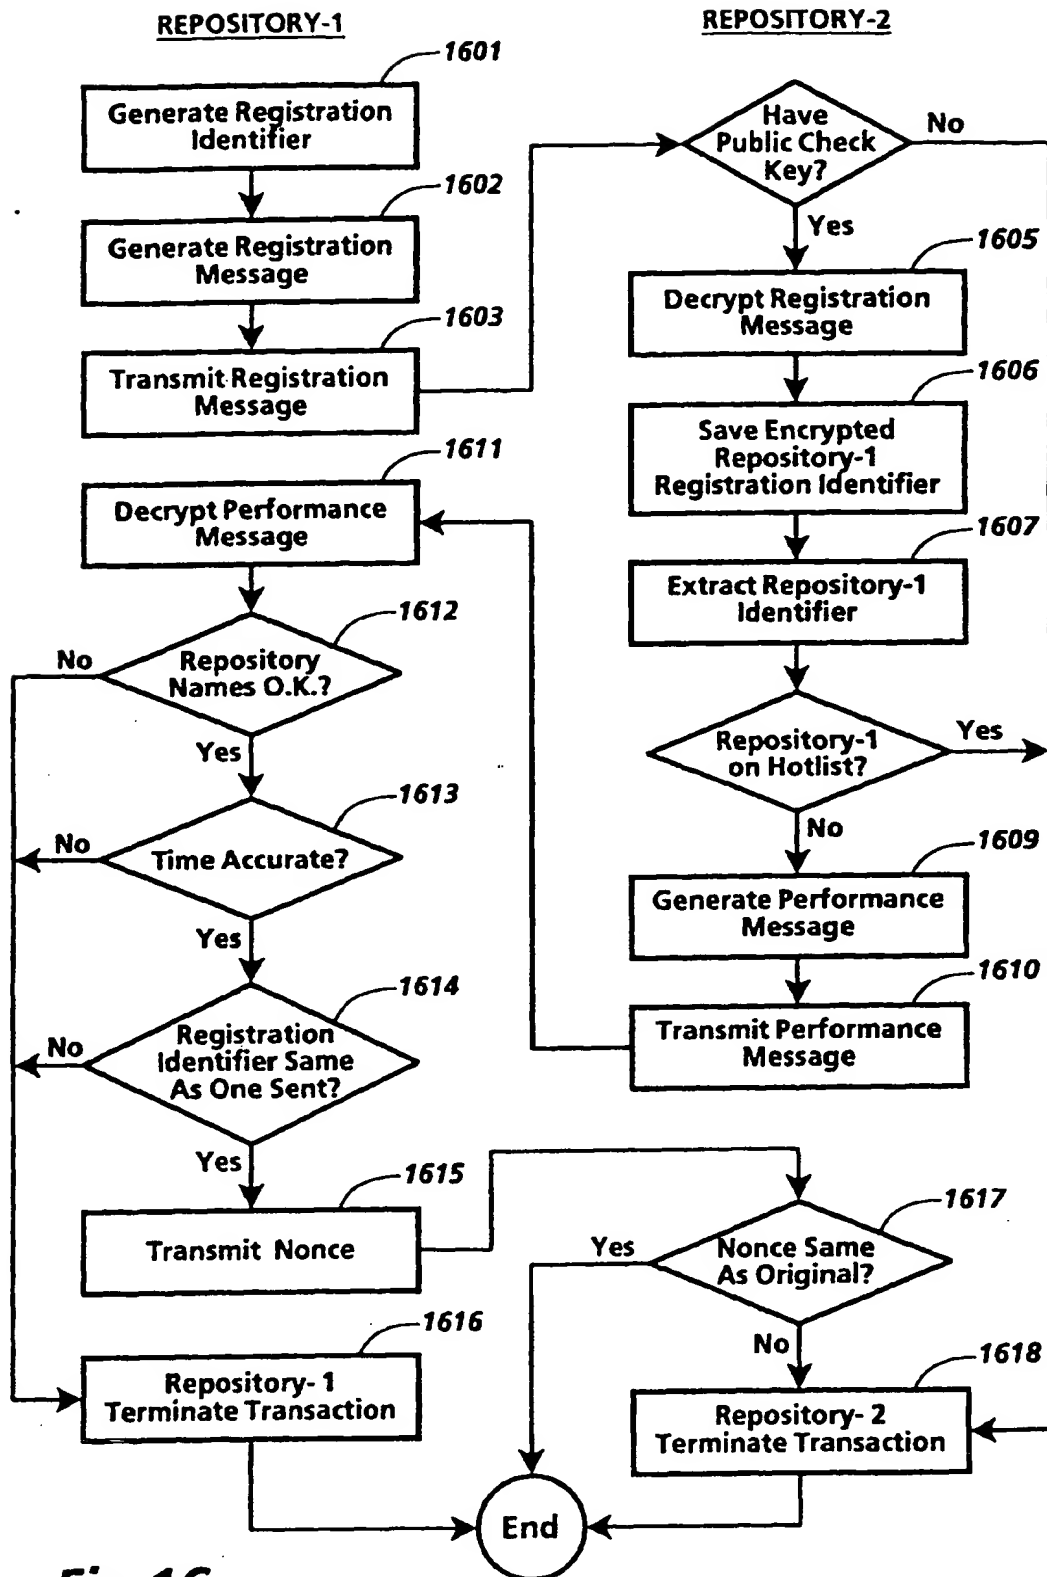 REPOSITORY-1
1601
Generate Registration
Identifier
1602
Generate Registration
Message
1603
Transmit Registration
Message
1611
Decrypt Performance
Message
1612
Repository
Names O.K.?
No
Yes
1613
Time Accurate?
No
Yes
1614
Registration
Identifier Same
As One Sent?
No
Yes
1615
Transmit Nonce
1616
Repository- 1
Terminate Transaction
REPOSITORY-2
Have
Public Check
Key?
No
Yes
1605
Decrypt Registration
Message
1606
Save Encrypted
Repository-1
Registration Identifier
1607
Extract Repository-1
Identifier
Repository-1
on Hotlist?
Yes
No
1609
Generate Performance
Message
1610
Transmit Performance
Message
1617
Nonce Same
As Original?
Yes
No
1618
Repository- 2
Terminate Transaction
End